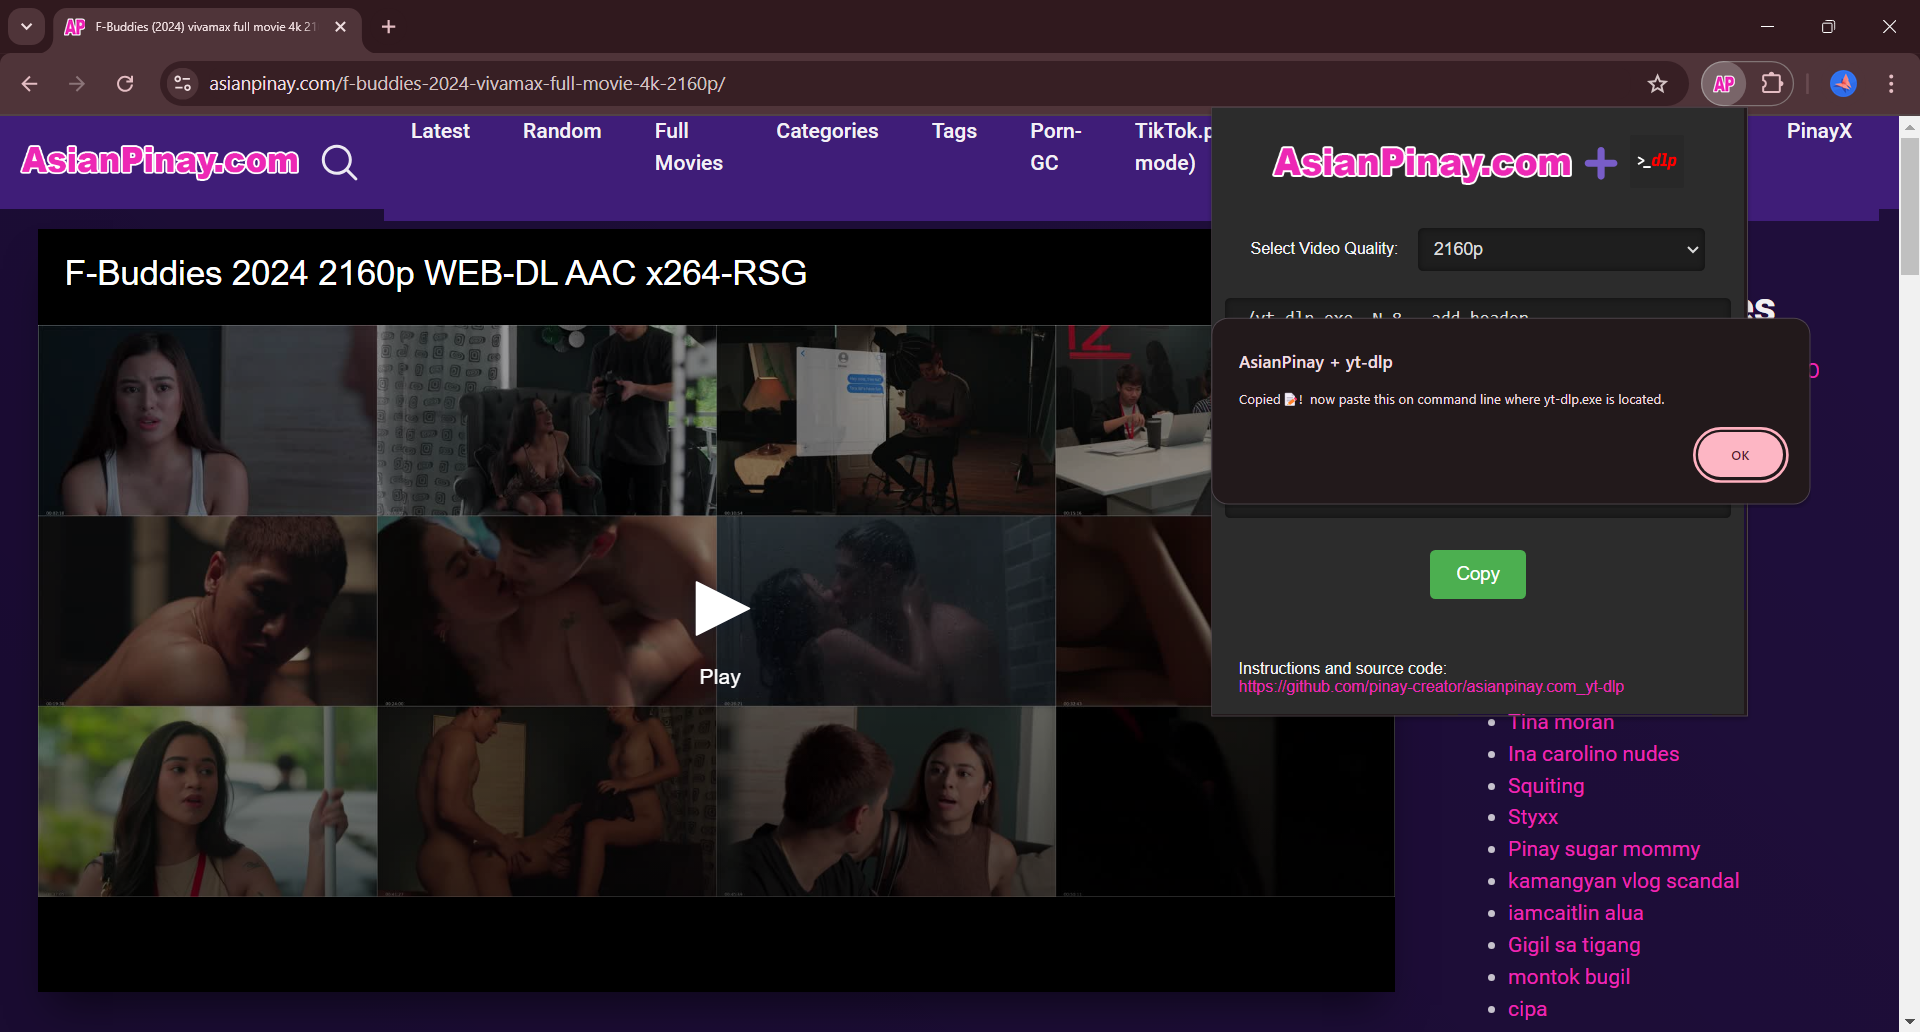 AP F-Buddies (2024) vivamax full movie 4k 21
asianpinay.com/f-buddies-2024-vivamax-full-movie-4k-2160p/
AP
AsianPinay.com
Latest
Random
Full Movies
Categories
Tags
Porn-GC
TikTok.p
mode)
PinayX
F-Buddies 2024 2160p WEB-DL AAC x264-RSG
12
Play
AsianPinay.com + >_dlp
Select Video Quality: 2160p
/yt-dlp.exe -N 8 --add-header
AsianPinay + yt-dlp
Copied 📝! now paste this on command line where yt-dlp.exe is located.
OK
Copy
Instructions and source code:
https://github.com/pinay-creator/asianpinay.com_yt-dlp
Tina moran
Ina carolino nudes
Squiting
Styxx
Pinay sugar mommy
kamangyan vlog scandal
iamcaitlin alua
Gigil sa tigang
montok bugil
cipa